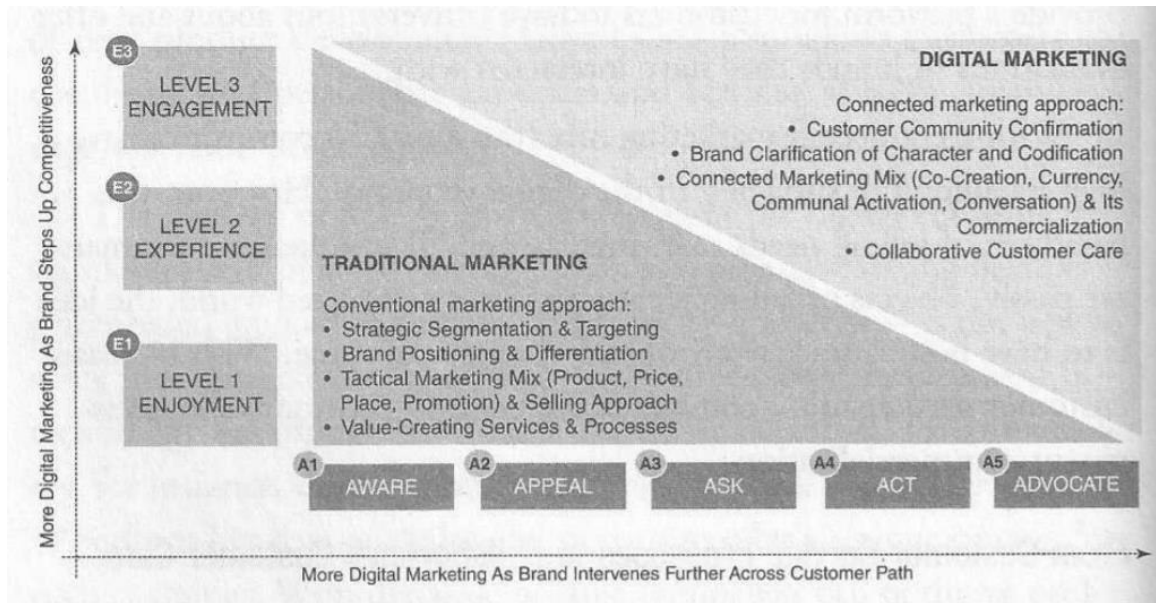 More Digital Marketing As Brand Steps Up Competitiveness
E3
LEVEL 3
ENGAGEMENT
E2
LEVEL 2
EXPERIENCE
E1
LEVEL 1
ENJOYMENT
DIGITAL MARKETING
Connected marketing approach:
• Customer Community Confirmation
• Brand Clarification of Character and Codification
• Connected Marketing Mix (Co-Creation, Currency,
Communal Activation, Conversation) & Its
Commercialization
• Collaborative Customer Care
TRADITIONAL MARKETING
Conventional marketing approach:
• Strategic Segmentation & Targeting
• Brand Positioning & Differentiation
• Tactical Marketing Mix (Product, Price,
Place, Promotion) & Selling Approach
• Value-Creating Services & Processes
A1
AWARE
A2
APPEAL
A3
ASK
A4
ACT
A5
ADVOCATE
More Digital Marketing As Brand Intervenes Further Across Customer Path